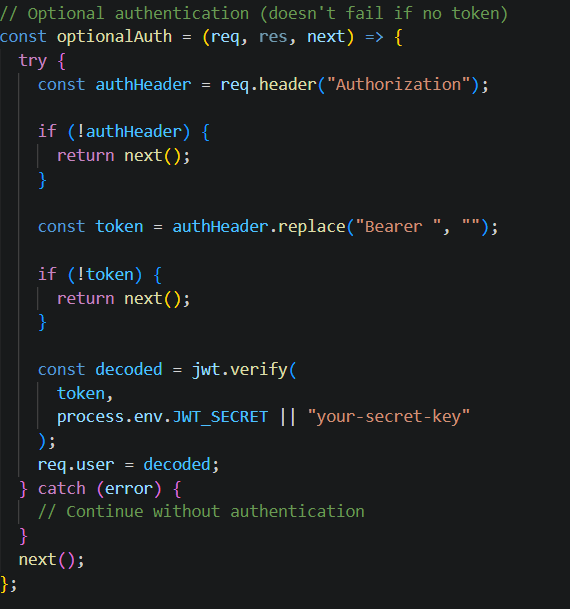 // Optional authentication (doesn't fail if no token)
const optionalAuth = (req, res, next) => {
  try {
    const authHeader = req.header("Authorization");

    if (!authHeader) {
      return next();
    }

    const token = authHeader.replace("Bearer ", "");

    if (!token) {
      return next();
    }

    const decoded = jwt.verify(
      token,
      process.env.JWT_SECRET || "your-secret-key"
    );
    req.user = decoded;
  } catch (error) {
    // Continue without authentication
  }
  next();
};